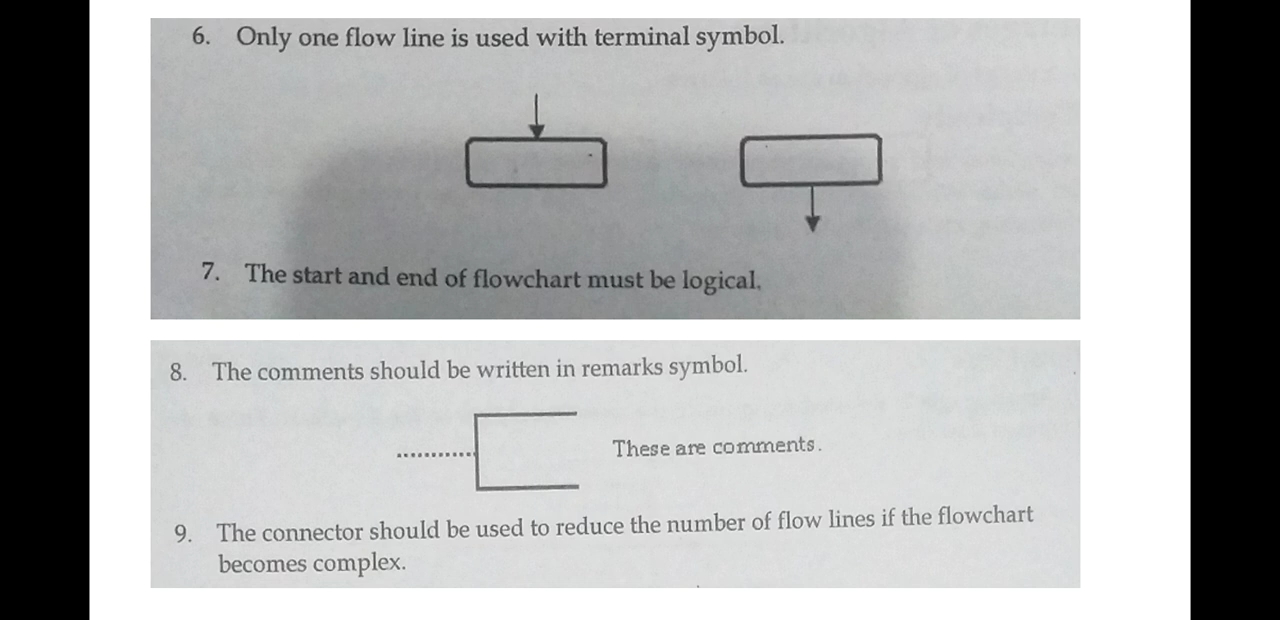 6. Only one flow line is used with terminal symbol.
7. The start and end of flowchart must be logical.
8. The comments should be written in remarks symbol.
These are comments.
9. The connector should be used to reduce the number of flow lines if the flowchart
becomes complex.